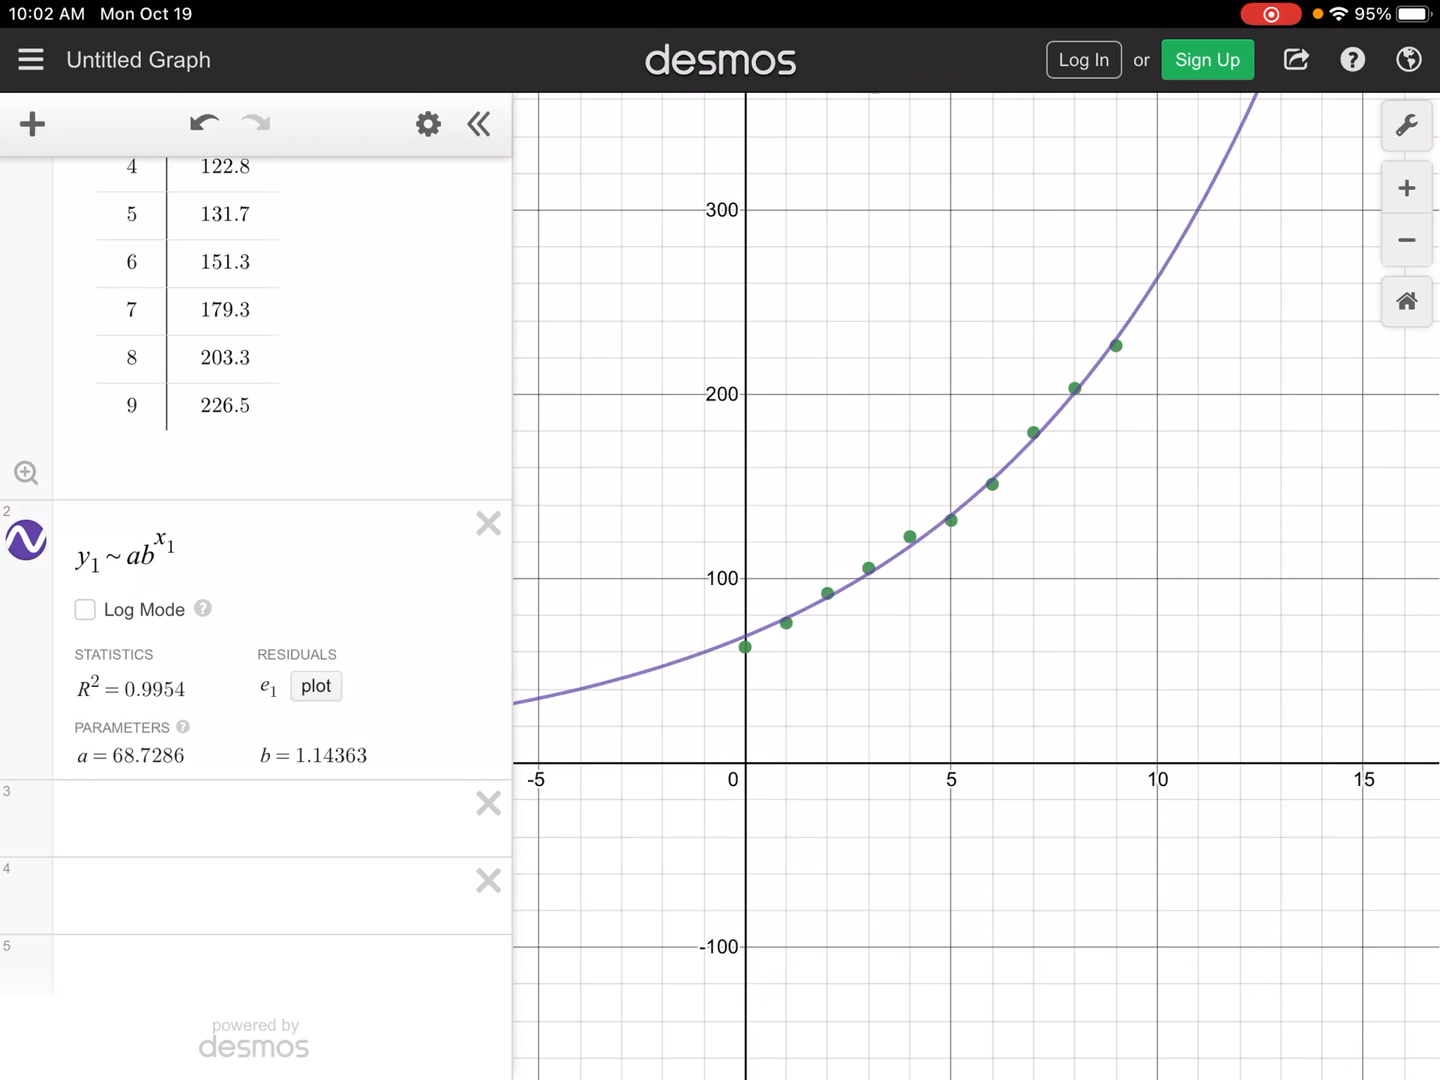 10:02 AM Mon Oct 19
95%
Untitled Graph
desmos
Log In or Sign Up
4 122.8
5 131.7
6 151.3
7 179.3
8 203.3
9 226.5
2
y₁ ~ ab^x₁
Log Mode ?
STATISTICS RESIDUALS
R² = 0.9954 e₁ plot
PARAMETERS ?
a = 68.7286 b = 1.14363
3
4
5
powered by
desmos
300
200
100
-5 0 5 10 15
-100